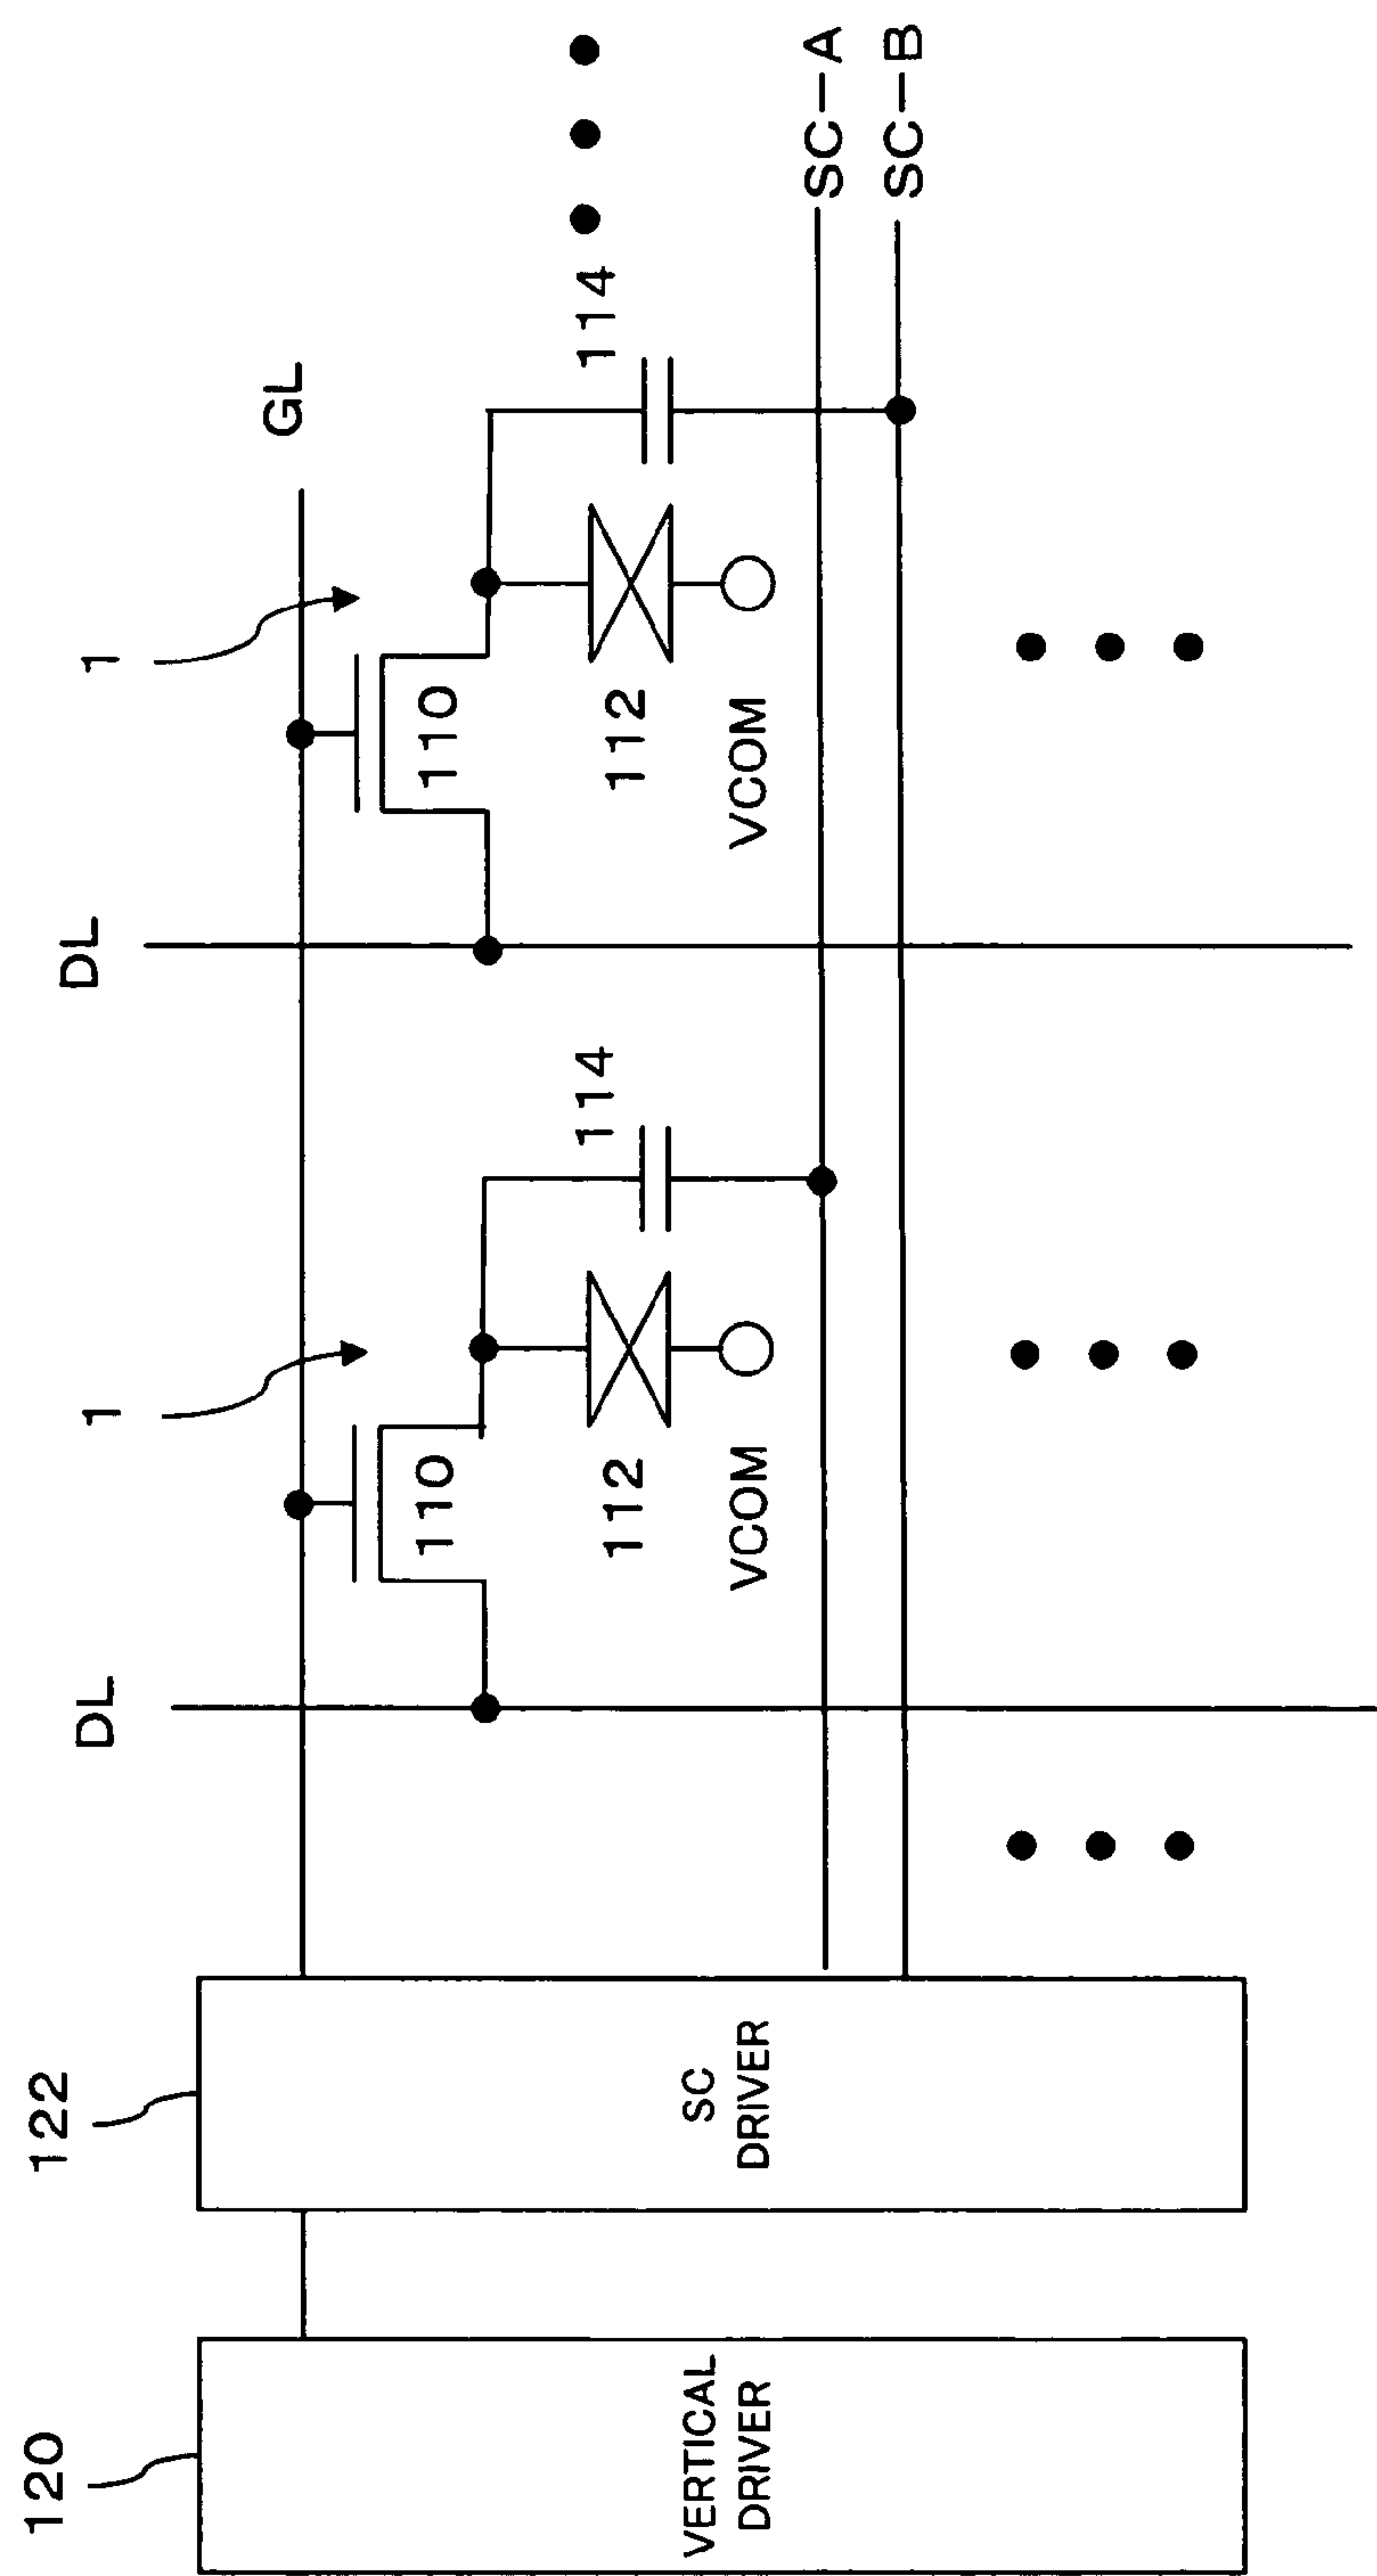 120
VERTICAL
DRIVER
122
SC
DRIVER
DL
1
110
112
VCOM
114
DL
1
110
112
VCOM
114
GL
SC-A
SC-B